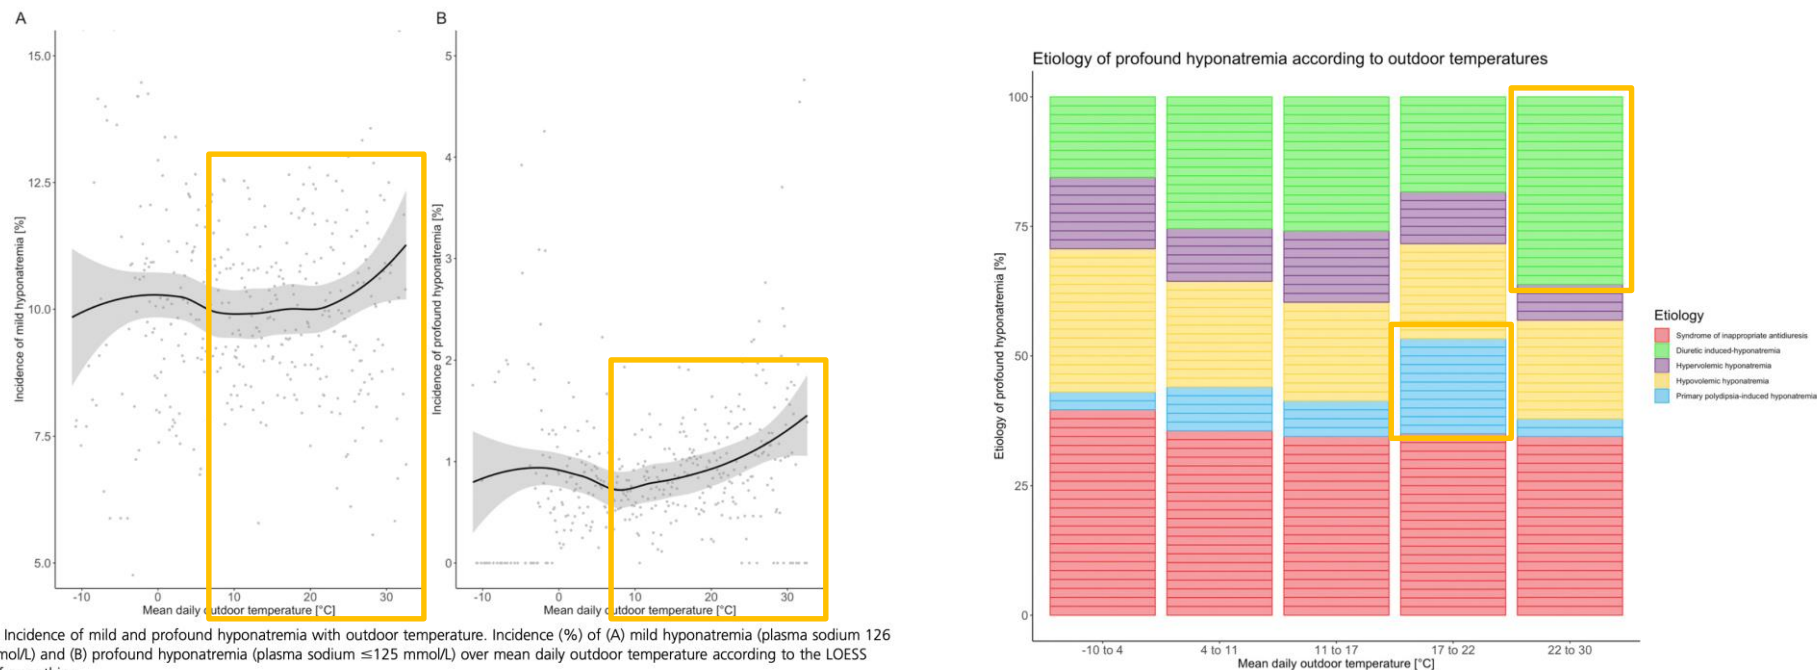 A
15.0
12.5
10.0
7.5
5.0
Incidence of mild hyponatremia [%]
-10
0
10
20
30
Mean daily outdoor temperature [°C]
B
5
4
3
2
1
0
Incidence of profound hyponatremia [%]
-10
0
10
20
30
Mean daily outdoor temperature [°C]
Incidence of mild and profound hyponatremia with outdoor temperature. Incidence (%) of (A) mild hyponatremia (plasma sodium 126
mol/L) and (B) profound hyponatremia (plasma sodium ≤125 mmol/L) over mean daily outdoor temperature according to the LOESS
Etiology of profound hyponatremia according to outdoor temperatures
100
75
50
25
0
Etiology of profound hyponatremia [%]
-10 to 4
4 to 11
11 to 17
17 to 22
22 to 30
Mean daily outdoor temperature [°C]
Etiology
Syndrome of inappropriate antidiuresis
Diuretic induced-hyponatremia
Hypervolemic hyponatremia
Hypovolemic hyponatremia
Primary polydipsia-induced hyponatremia